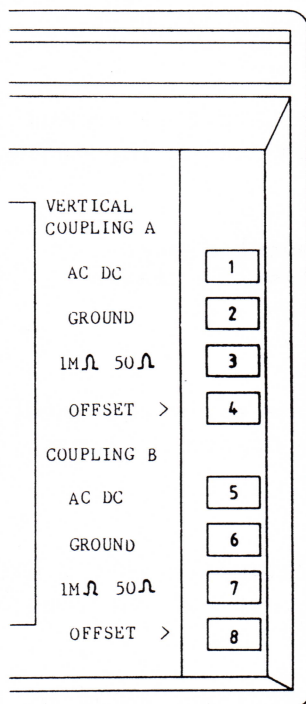 VERTICAL
COUPLING A
AC DC 1
GROUND 2
1MΩ 50Ω 3
OFFSET > 4
COUPLING B
AC DC 5
GROUND 6
1MΩ 50Ω 7
OFFSET > 8